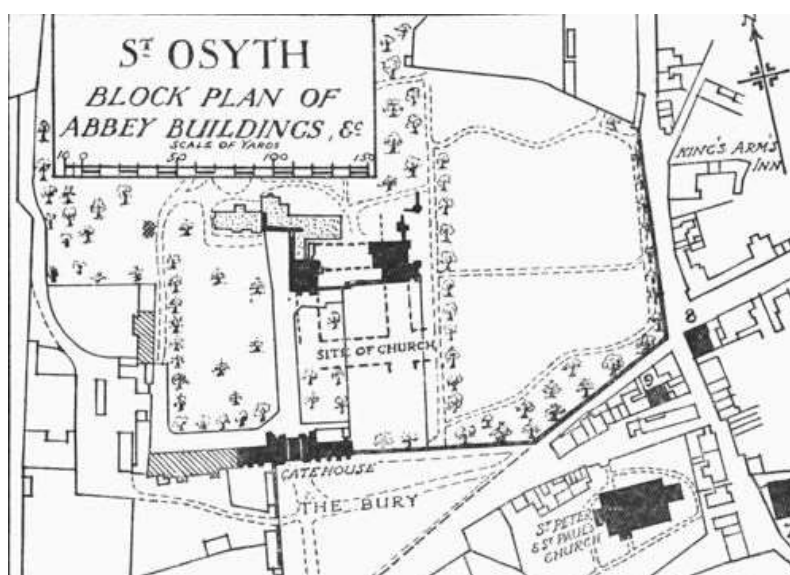 ST OSYTH
BLOCK PLAN OF
ABBEY BUILDINGS, &c
SCALE OF YARDS
10 0 50 100 150
N
KING'S ARMS
INN
8
SITE OF CHURCH
9
GATEHOUSE
THE BURY
ST PETER
& ST PAUL'S
CHURCH